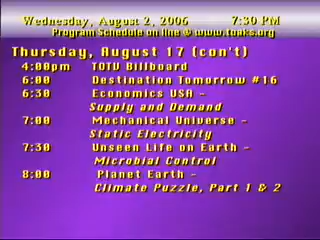 Wednesday, August 2, 2006 7:30 PM
Program Schedule on line @ www.toaks.org
Thursday, August 17 (con't)
4:00pm TOTV Billboard
6:00 Destination Tomorrow #16
6:30 Economics USA –
Supply and Demand
7:00 Mechanical Universe –
Static Electricity
7:30 Unseen Life on Earth –
Microbial Control
8:00 Planet Earth –
Climate Puzzle, Part 1 & 2